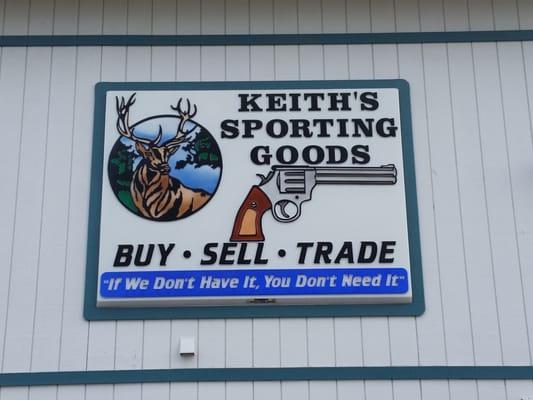 KEITH'S
SPORTING
GOODS
BUY • SELL • TRADE
"If We Don't Have It, You Don't Need It"